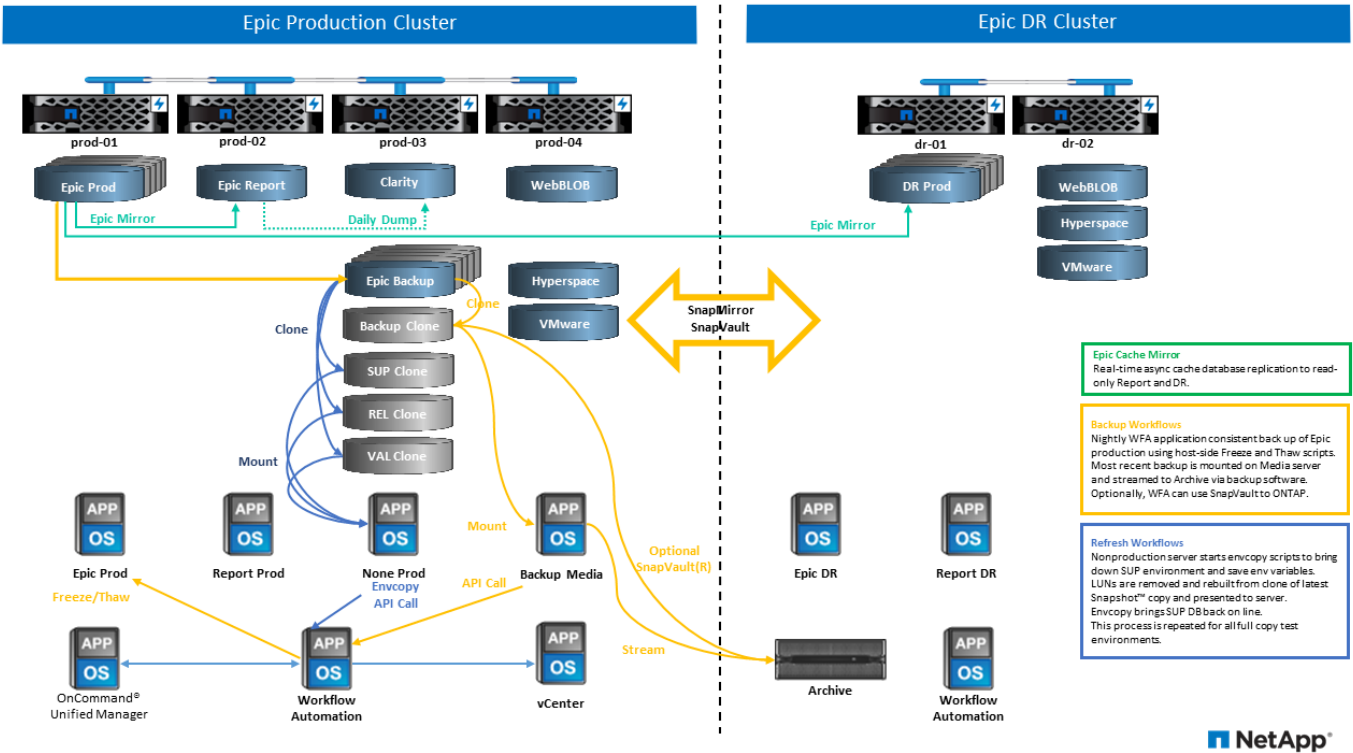 Epic Production Cluster
Epic DR Cluster
prod-01
prod-02
prod-03
prod-04
dr-01
dr-02
Epic Prod
Epic Report
Clarity
WebBLOB
DR Prod
WebBLOB
Epic Mirror
Daily Dump
Epic Mirror
Hyperspace
VMware
Epic Backup
Hyperspace
Clone
Backup Clone
VMware
Clone
SnapMirror
SnapVault
SUP Clone
REL Clone
VAL Clone
Mount
Epic Cache Mirror
Real-time async cache database replication to read-
only Report and DR.
Backup Workflows
Nightly WFA application consistent back up of Epic
production using host-side Freeze and Thaw scripts.
Most recent backup is mounted on Media server
and streamed to Archive via backup software.
Optionally, WFA can use SnapVault to ONTAP.
Refresh Workflows
Nonproduction server starts envcopy scripts to bring
down SUP environment and save env variables.
LUNs are removed and rebuilt from clone of latest
Snapshot™ copy and presented to server.
Envcopy brings SUP DB back on line.
This process is repeated for all full copy test
environments.
APP
OS
APP
OS
APP
OS
APP
OS
APP
OS
APP
OS
Mount
Optional
SnapVault(R)
Epic Prod
Report Prod
None Prod
Backup Media
Epic DR
Report DR
Freeze/Thaw
Envcopy
API Call
API Call
APP
OS
APP
OS
APP
OS
APP
OS
Stream
OnCommand®
Unified Manager
Workflow
Automation
vCenter
Archive
Workflow
Automation
NetApp®